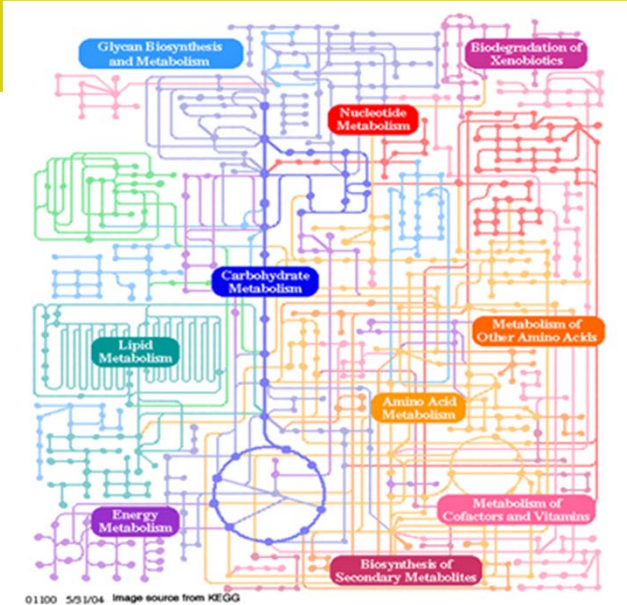 Glycan Biosynthesis
and Metabolism
Biodegradation of
Xenobiotics
Nucleotide
Metabolism
Carbohydrate
Metabolism
Lipid
Metabolism
Metabolism of
Other Amino Acids
Amino Acid
Metabolism
Energy
Metabolism
Metabolism of
Cofactors and Vitamins
Biosynthesis of
Secondary Metabolites
01100 5/31/04 Image source from KEGG